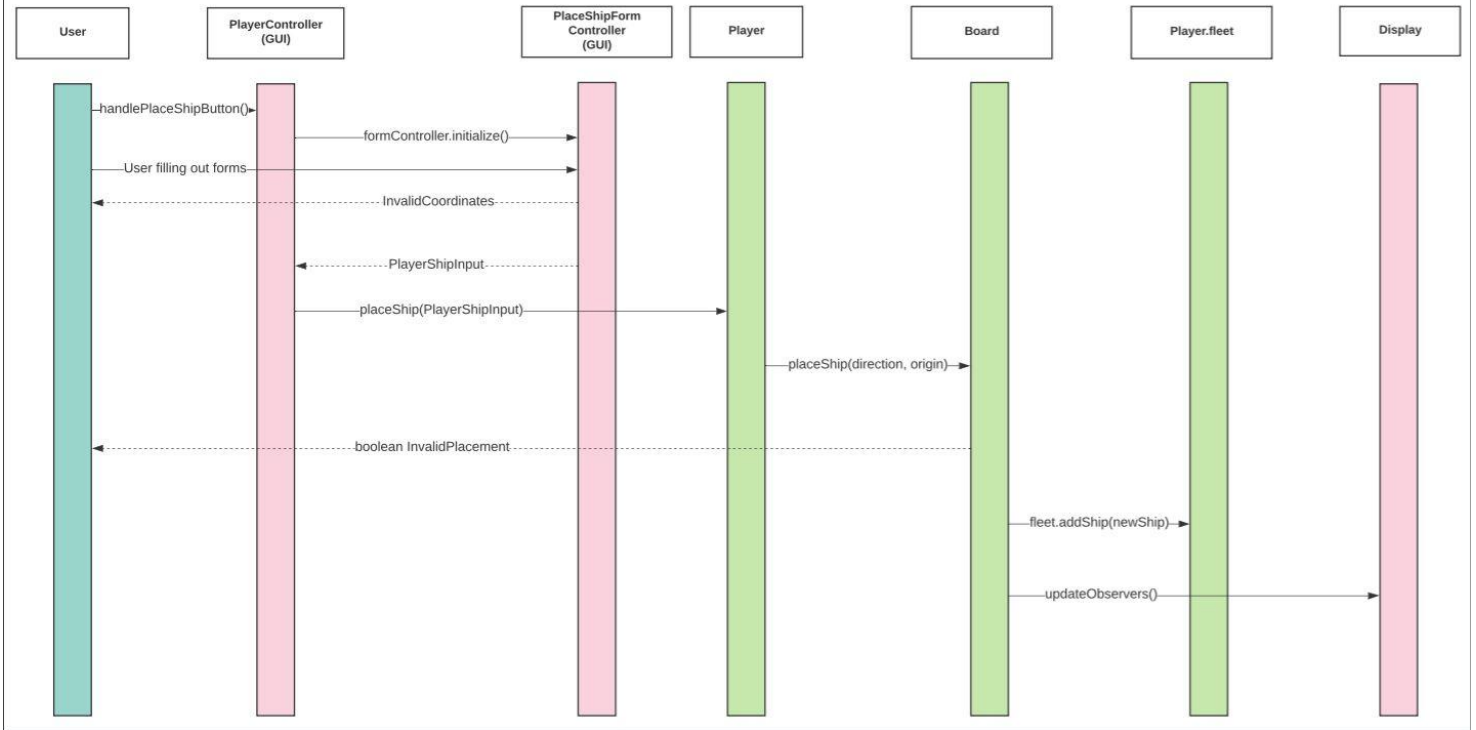 User
PlayerController
(GUI)
PlaceShipForm
Controller
(GUI)
Player
Board
Player.fleet
Display
handlePlaceShipButton()
formController.initialize()
User filling out forms
InvalidCoordinates
PlayerShipInput
placeShip(PlayerShipInput)
placeShip(direction, origin)
boolean InvalidPlacement
fleet.addShip(newShip)
updateObservers()